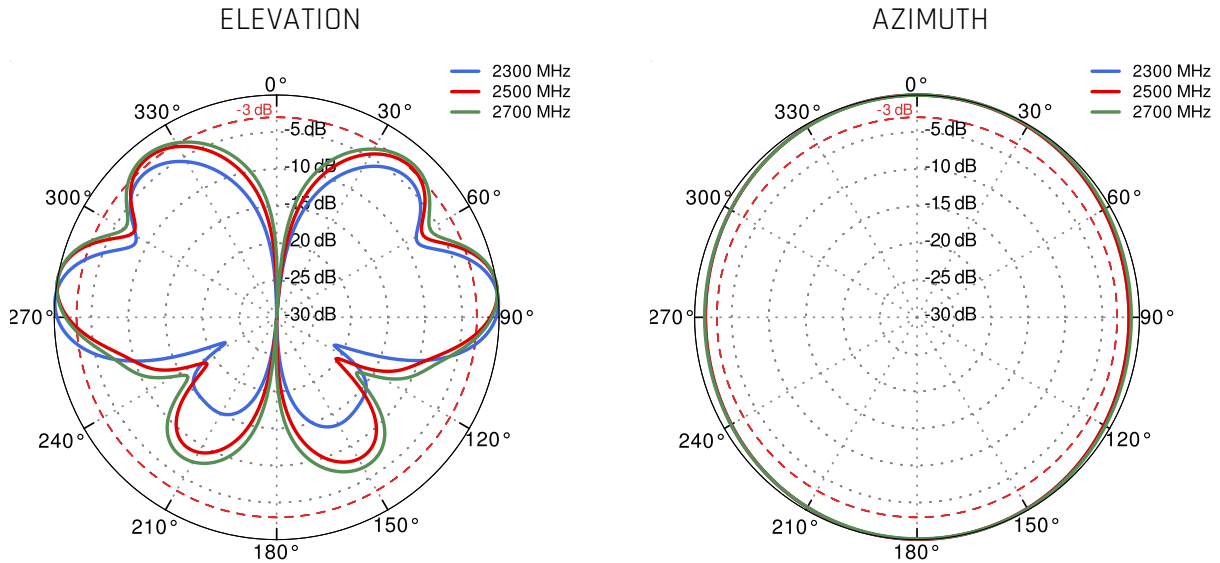 ELEVATION
2300 MHz
2500 MHz
2700 MHz
0°
30°
60°
90°
120°
150°
180°
210°
240°
270°
300°
330°
-3 dB
-5 dB
-10 dB
-15 dB
-20 dB
-25 dB
-30 dB
AZIMUTH
2300 MHz
2500 MHz
2700 MHz
0°
30°
60°
90°
120°
150°
180°
210°
240°
270°
300°
330°
-3 dB
-5 dB
-10 dB
-15 dB
-20 dB
-25 dB
-30 dB